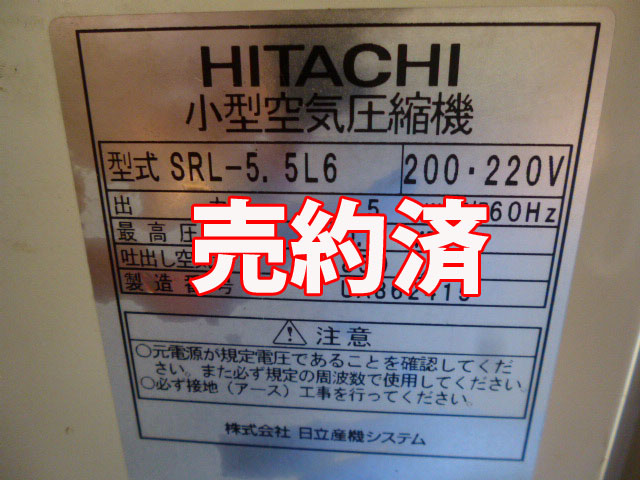 HITACHI
小型空気圧縮機
型式 SRL-5.5L6 200・220V
出 5 60Hz
最高圧
吐出し空
製造番号
売約済
⚠ 注意
○元電源が規定電圧であることを確認してくだ
さい。また必ず規定の周波数で使用してください。
○必ず接地（アース）工事を行ってください。
株式会社 日立産機システム